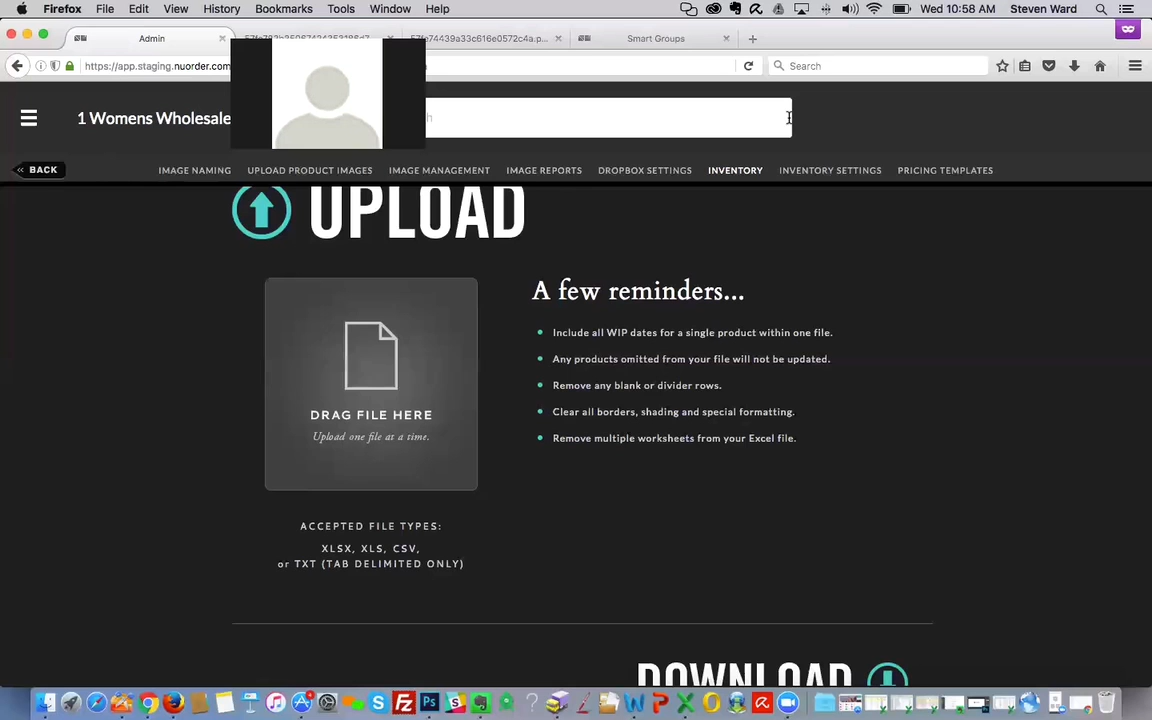 Firefox File Edit View History Bookmarks Tools Window Help Wed 10:58 AM Steven Ward
Admin 57fe74439a33c616e0572c4a.p... Smart Groups
https://app.staging.nuorder.com Search
1 Womens Wholesale h
BACK IMAGE NAMING UPLOAD PRODUCT IMAGES IMAGE MANAGEMENT IMAGE REPORTS DROPBOX SETTINGS INVENTORY INVENTORY SETTINGS PRICING TEMPLATES
UPLOAD
A few reminders...
Include all WIP dates for a single product within one file.
Any products omitted from your file will not be updated.
Remove any blank or divider rows.
Clear all borders, shading and special formatting.
Remove multiple worksheets from your Excel file.
DRAG FILE HERE
Upload one file at a time.
ACCEPTED FILE TYPES:
XLSX, XLS, CSV,
or TXT (TAB DELIMITED ONLY)
DOWNLOAD